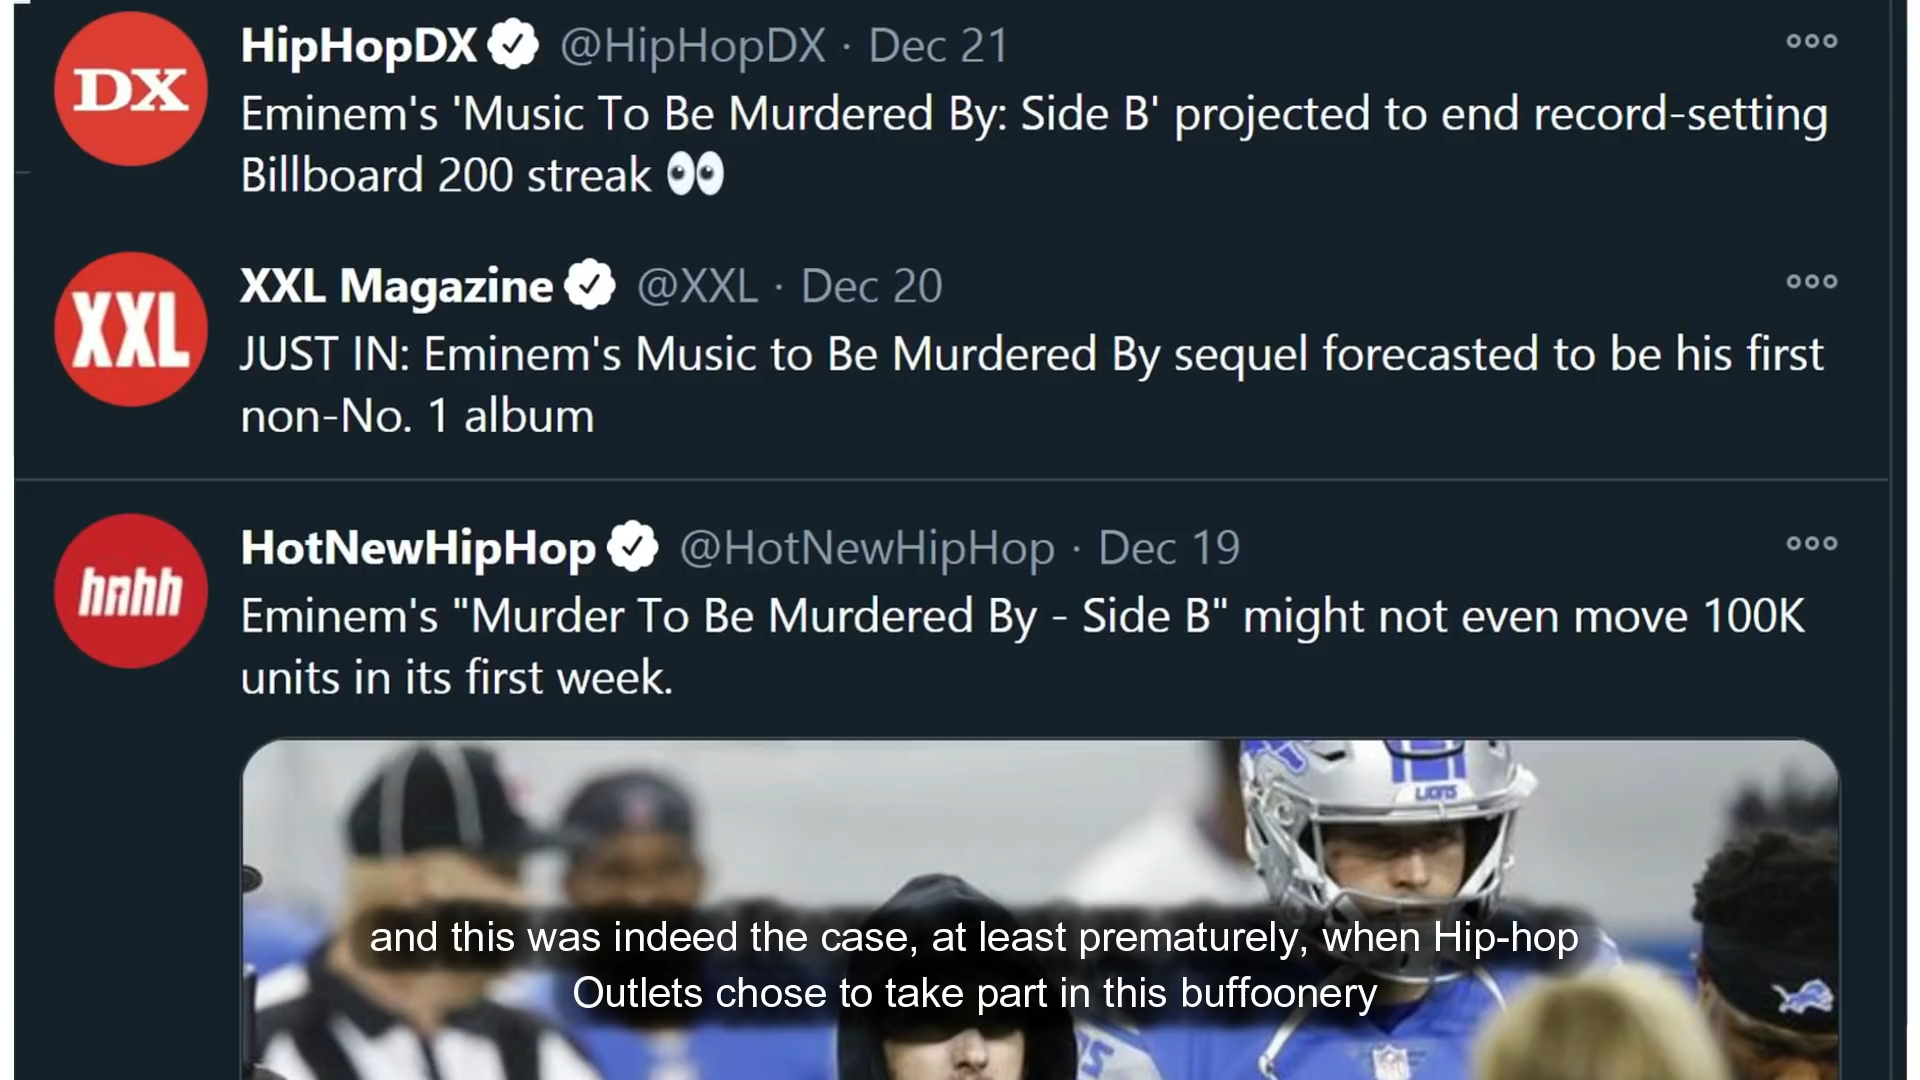 DX
HipHopDX @HipHopDX · Dec 21
Eminem's 'Music To Be Murdered By: Side B' projected to end record-setting
Billboard 200 streak 👀
XXL
XXL Magazine @XXL · Dec 20
JUST IN: Eminem's Music to Be Murdered By sequel forecasted to be his first
non-No. 1 album
hnhh
HotNewHipHop @HotNewHipHop · Dec 19
Eminem's "Murder To Be Murdered By - Side B" might not even move 100K
units in its first week.
LIONS
and this was indeed the case, at least prematurely, when Hip-hop
Outlets chose to take part in this buffoonery
NFL